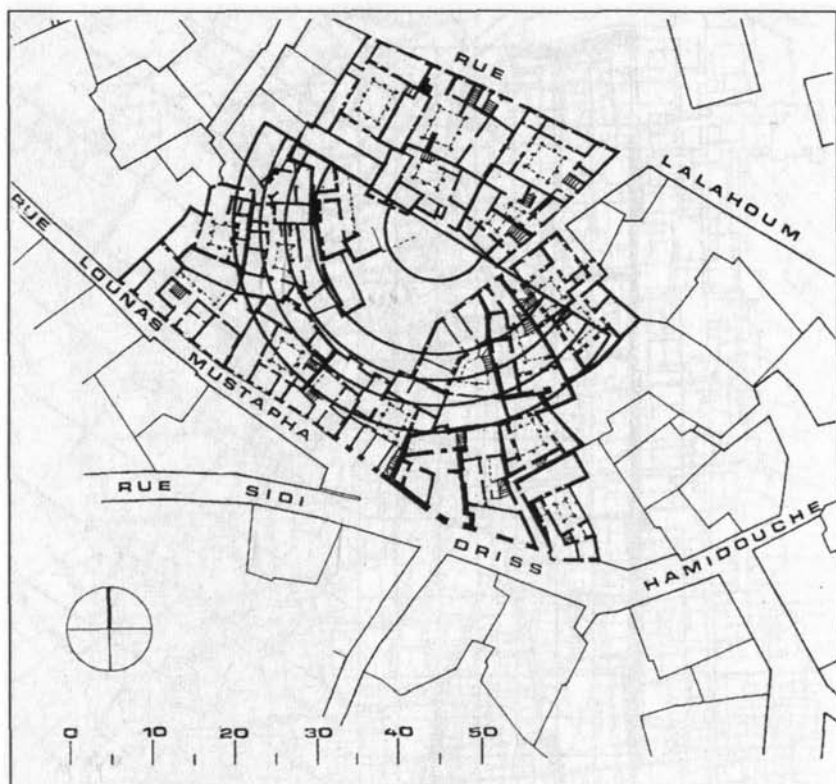 RUE LALAHOUM
RUE LOUNAS MUSTAPHA
RUE SIDI DRISS HAMIDOUCHE
0 10 20 30 40 50